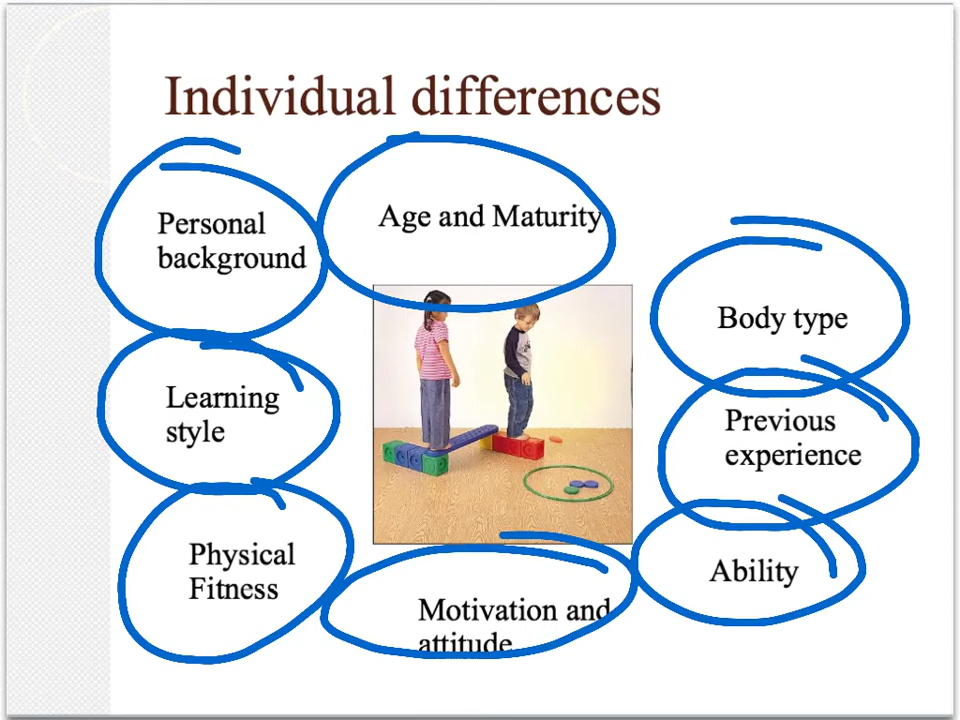 Individual differences
Personal
background
Age and Maturity
Body type
Learning
style
Previous
experience
Physical
Fitness
Motivation and
attitude
Ability